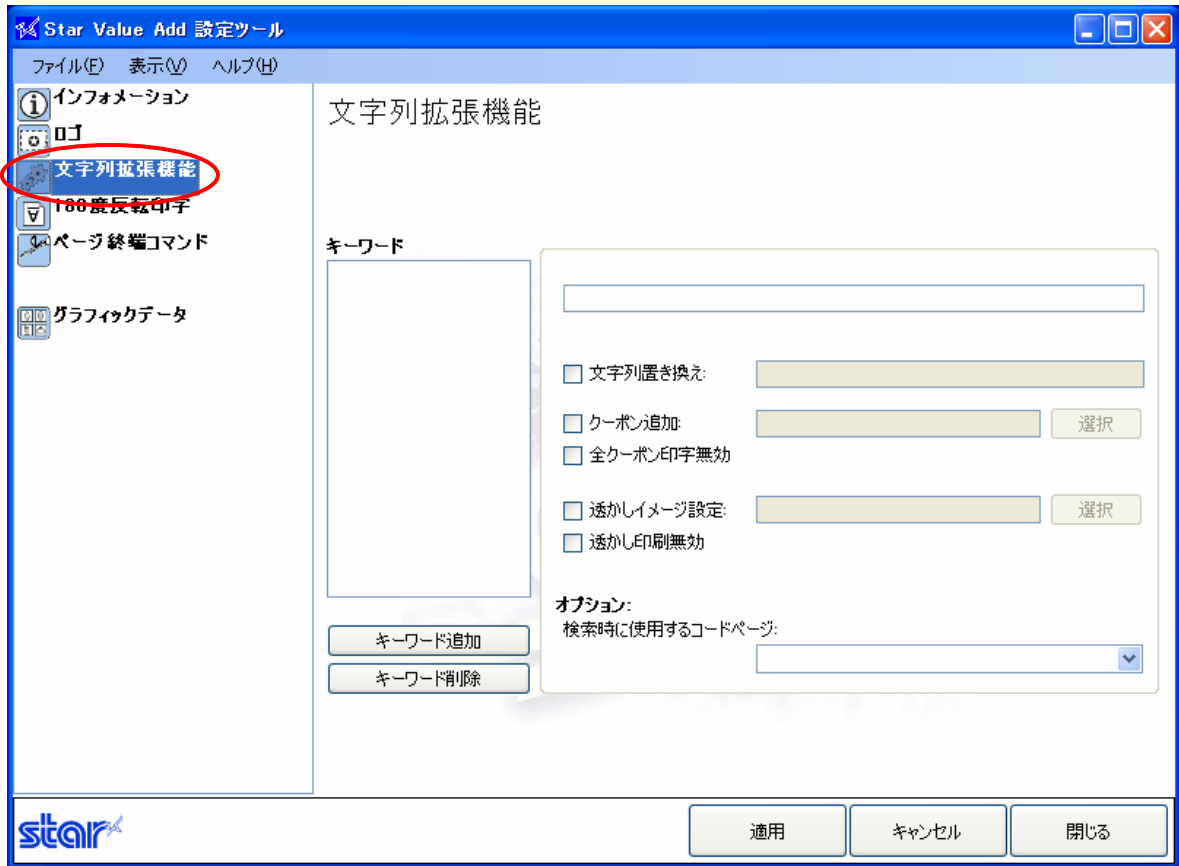 Star Value Add 設定ツール
ファイル(F) 表示(V) ヘルプ(H)
インフォメーション
ロゴ
文字列拡張機能
180度反転印字
ページ終端コマンド
グラフィックデータ
文字列拡張機能
キーワード
文字列置き換え:
クーポン追加:
選択
全クーポン印字無効
透かしイメージ設定:
選択
透かし印刷無効
オプション:
検索時に使用するコードページ:
キーワード追加
キーワード削除
star
適用
キャンセル
閉じる